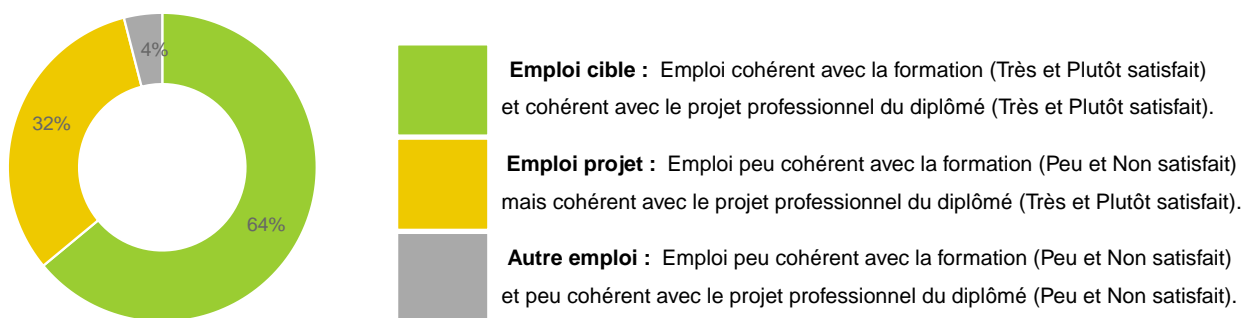 4%
32%
64%
Emploi cible : Emploi cohérent avec la formation (Très et Plutôt satisfait)
et cohérent avec le projet professionnel du diplômé (Très et Plutôt satisfait).
Emploi projet : Emploi peu cohérent avec la formation (Peu et Non satisfait)
mais cohérent avec le projet professionnel du diplômé (Très et Plutôt satisfait).
Autre emploi : Emploi peu cohérent avec la formation (Peu et Non satisfait)
et peu cohérent avec le projet professionnel du diplômé (Peu et Non satisfait).